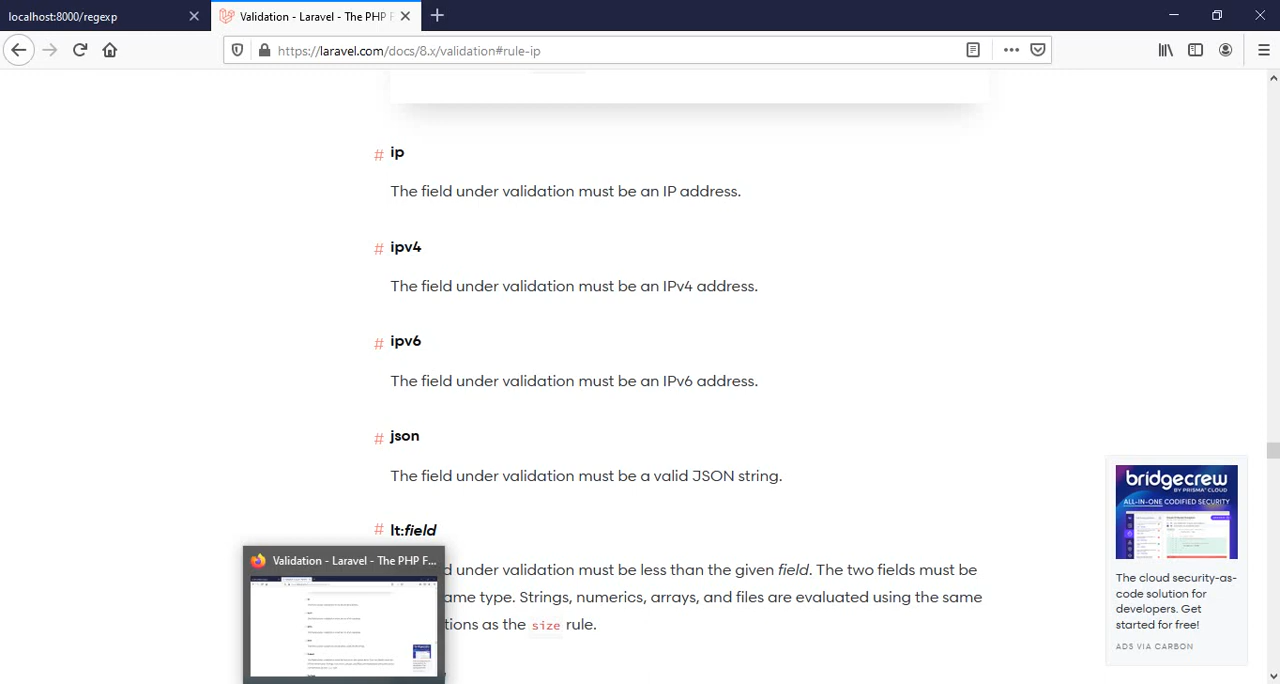 localhost:8000/regexp
Validation - Laravel - The PHP F
https://laravel.com/docs/8.x/validation#rule-ip
# ip
The field under validation must be an IP address.
# ipv4
The field under validation must be an IPv4 address.
# ipv6
The field under validation must be an IPv6 address.
# json
The field under validation must be a valid JSON string.
# lt:field
Validation - Laravel - The PHP F...
d under validation must be less than the given field. The two fields must be
ame type. Strings, numerics, arrays, and files are evaluated using the same
tions as the size rule.
bridgecrew
BY PRISMA CLOUD
ALL-IN-ONE CODIFIED SECURITY
The cloud security-as-
code solution for
developers. Get
started for free!
ADS VIA CARBON